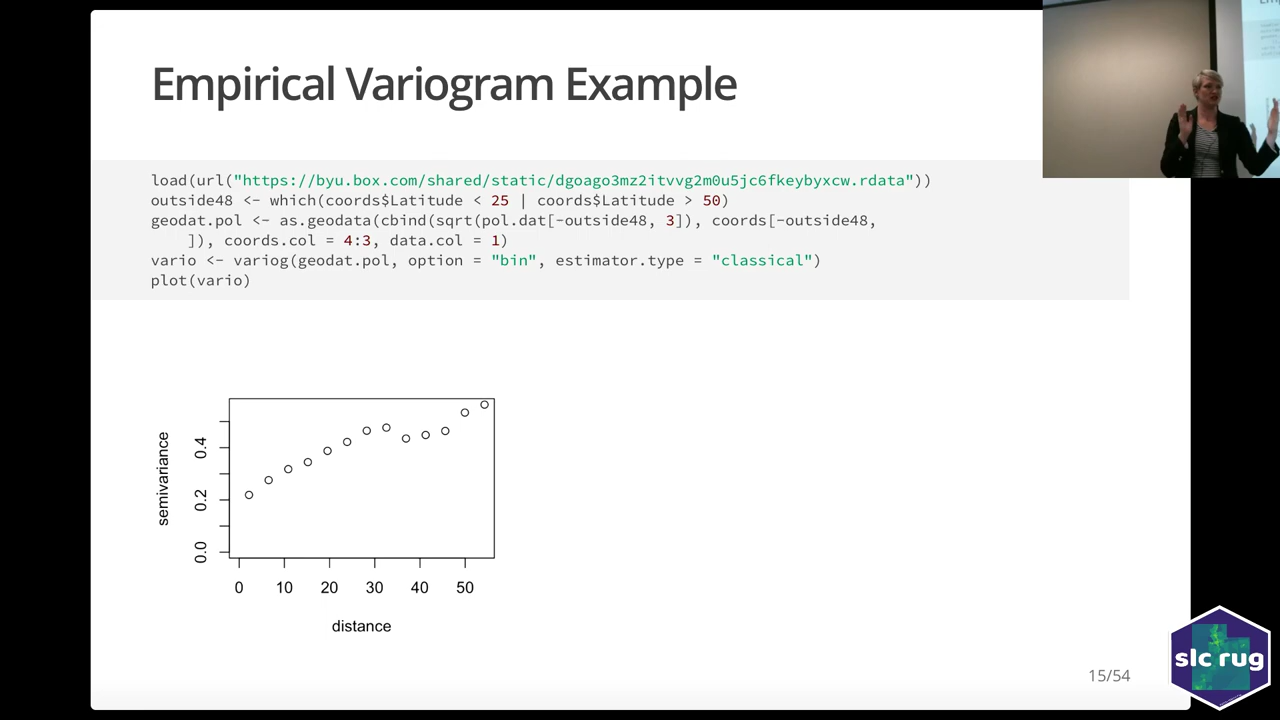 Empirical Variogram Example
load(url("https://byu.box.com/shared/static/dgoago3mz2itvvg2m0u5jc6fkeybyxcw.rdata"))
outside48 <- which(coords$Latitude < 25 | coords$Latitude > 50)
geodat.pol <- as.geodata(cbind(sqrt(pol.dat[-outside48, 3]), coords[-outside48,
]), coords.col = 4:3, data.col = 1)
vario <- variog(geodat.pol, option = "bin", estimator.type = "classical")
plot(vario)
semivariance
0.4
0.2
0.0
0 10 20 30 40 50
distance
15/54
slc rug